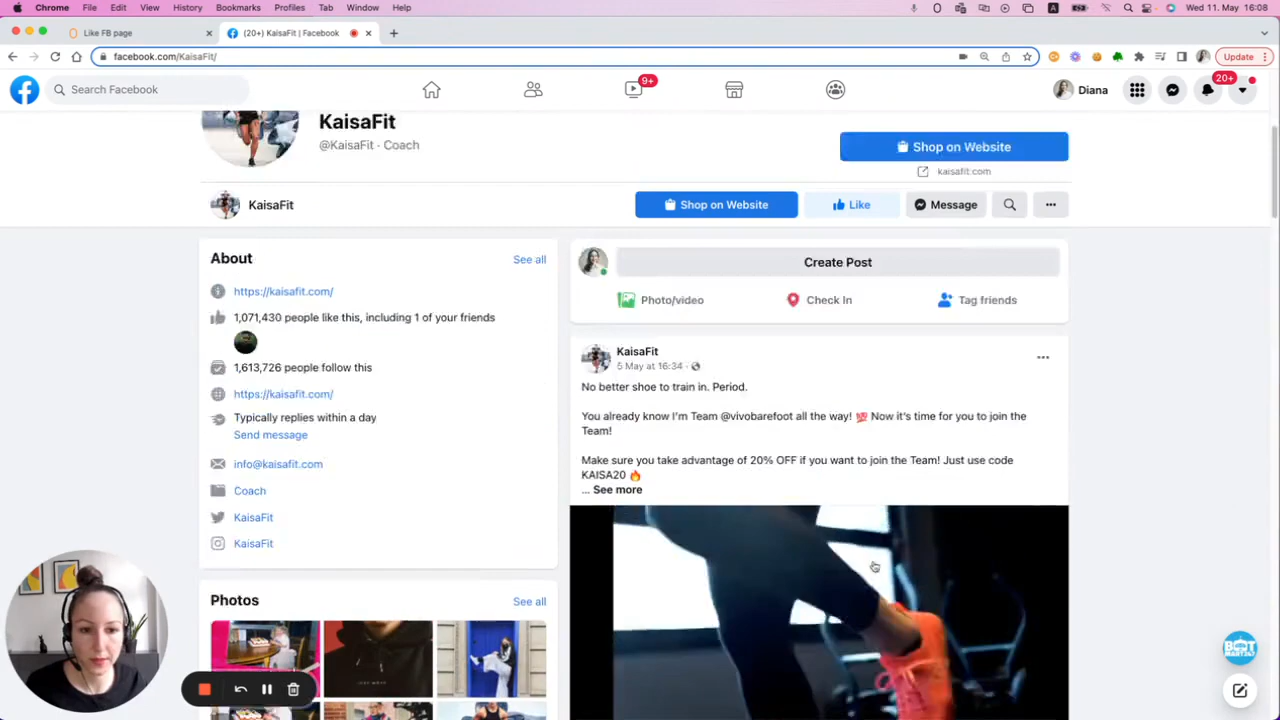 Chrome File Edit View History Bookmarks Profiles Tab Window Help
A
Wed 11. May 16:08
Like FB page
(20+) KaisaFit | Facebook
facebook.com/KaisaFit/
Update
Search Facebook
9+
Diana
20+
KaisaFit
@KaisaFit · Coach
Shop on Website
kaisafit.com
KaisaFit
Shop on Website
Like
Message
About
See all
https://kaisafit.com/
1,071,430 people like this, including 1 of your friends
1,613,726 people follow this
https://kaisafit.com/
Typically replies within a day
Send message
info@kaisafit.com
Coach
KaisaFit
KaisaFit
Photos
See all
Create Post
Photo/video
Check In
Tag friends
KaisaFit
5 May at 16:34 ·
No better shoe to train in. Period.
You already know I'm Team @vivobarefoot all the way! 💯 Now it's time for you to join the
Team!
Make sure you take advantage of 20% OFF if you want to join the Team! Just use code
KAISA20 🔥
... See more